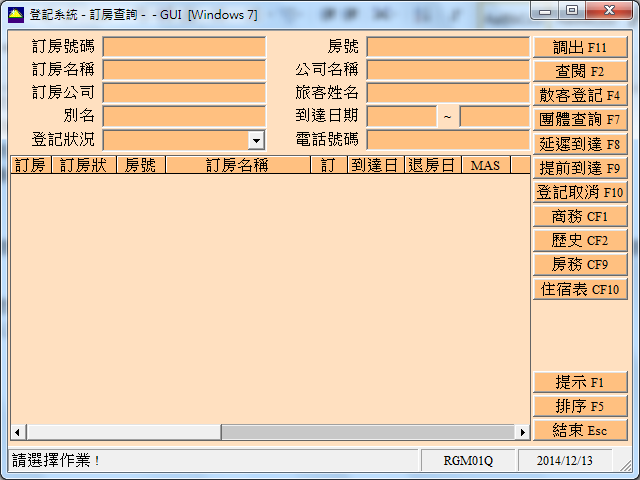 登記系統 - 訂房查詢 - - GUI [Windows 7]
訂房號碼 房號
訂房名稱 公司名稱
訂房公司 旅客姓名
別名 到達日期 ~
登記狀況 電話號碼
訂房 訂房狀 房號 訂房名稱 訂 到達日 退房日 MAS
調出 F11
查閱 F2
散客登記 F4
團體查詢 F7
延遲到達 F8
提前到達 F9
登記取消 F10
商務 CF1
歷史 CF2
房務 CF9
住宿表 CF10
提示 F1
排序 F5
結束 Esc
請選擇作業 ! RGM01Q 2014/12/13